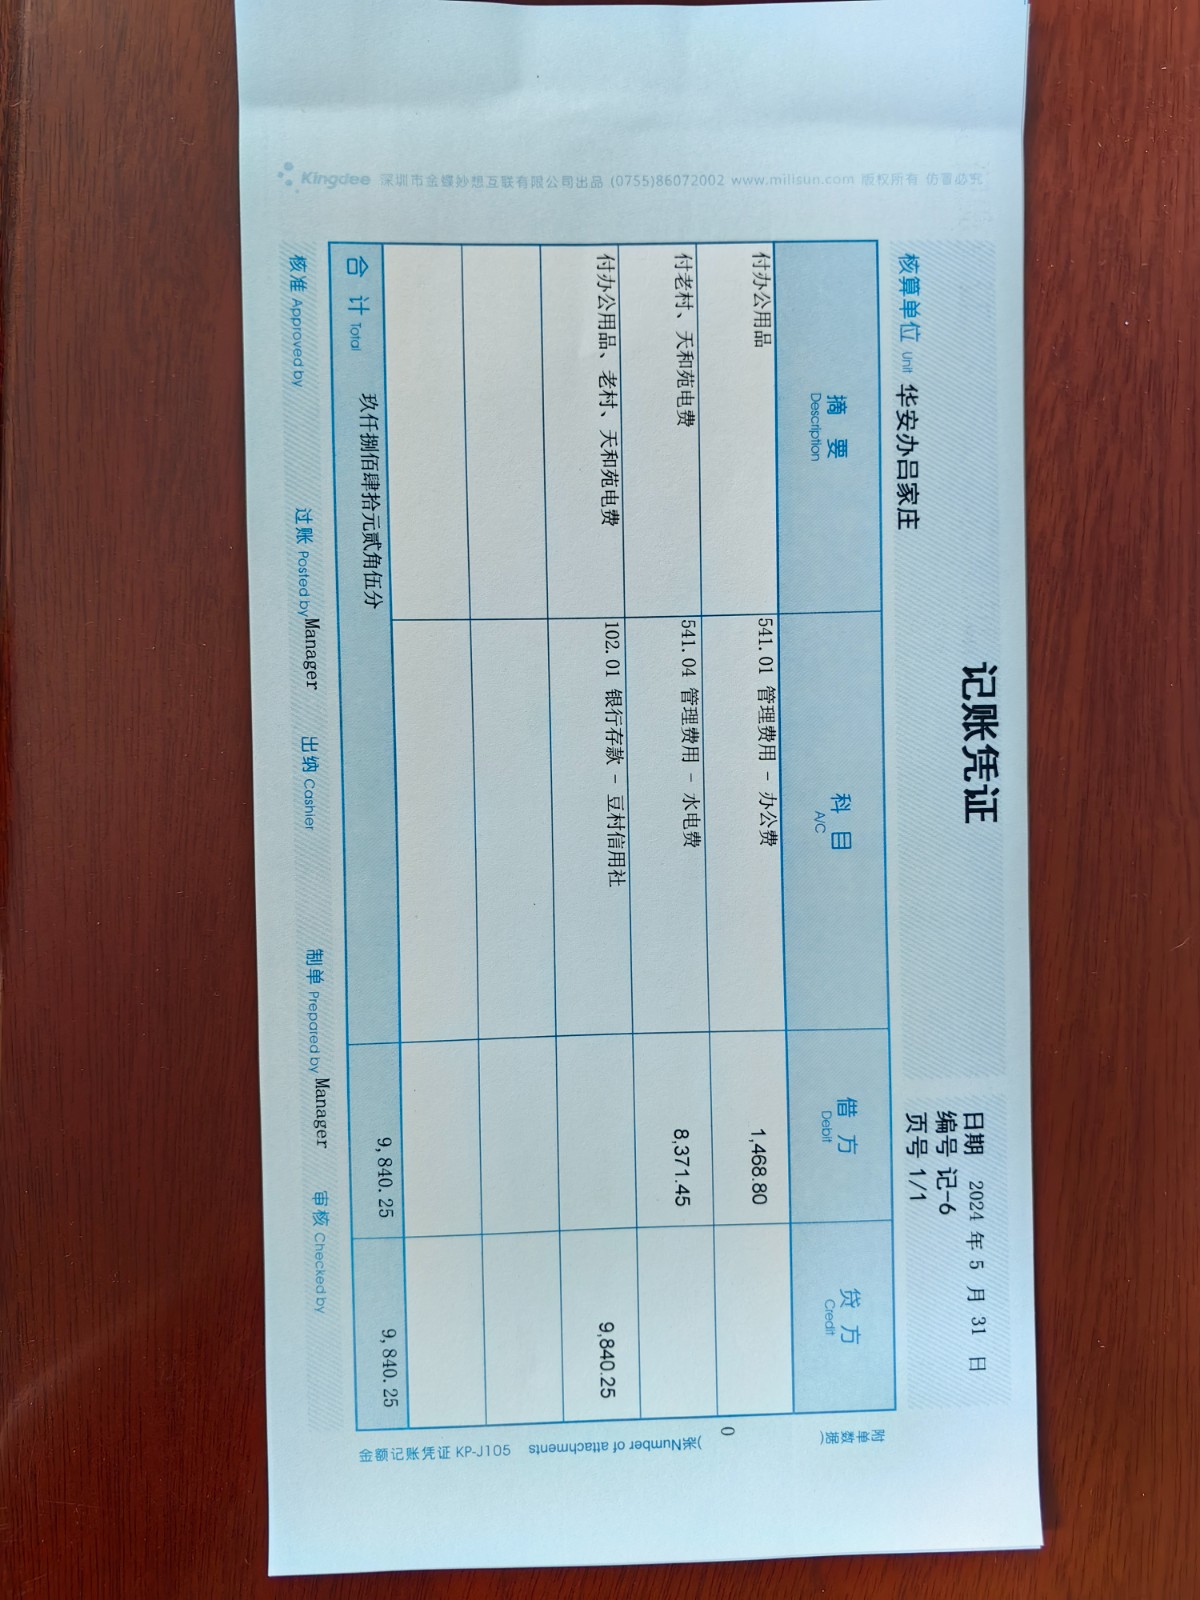 记账凭证
日期 2024 年 5 月 31 日
编号 记-6
核算单位 Unit 华安办吕家庄
页号 1/1
摘 要 Description 科 目 A/C 借 方 Debit 贷 方 Credit
付办公用品 541.01 管理费用 - 办公费 1,468.80
付老村、天和苑电费 541.04 管理费用 - 水电费 8,371.45
付办公用品、老村、天和苑电费 102.01 银行存款 - 豆村信用社 9,840.25
合 计 Total 玖仟捌佰肆拾元贰角伍分 9,840.25 9,840.25
核准 Approved by 过账 Posted by Manager 出纳 Cashier 制单 Prepared by Manager 审核 Checked by
附单据数(
0
)张 Number of attachments
金额记账凭证 KP-J105
Kingdee 深圳市金蝶妙想互联有限公司出品 (0755)86072002 www.milisun.com 版权所有 仿冒必究